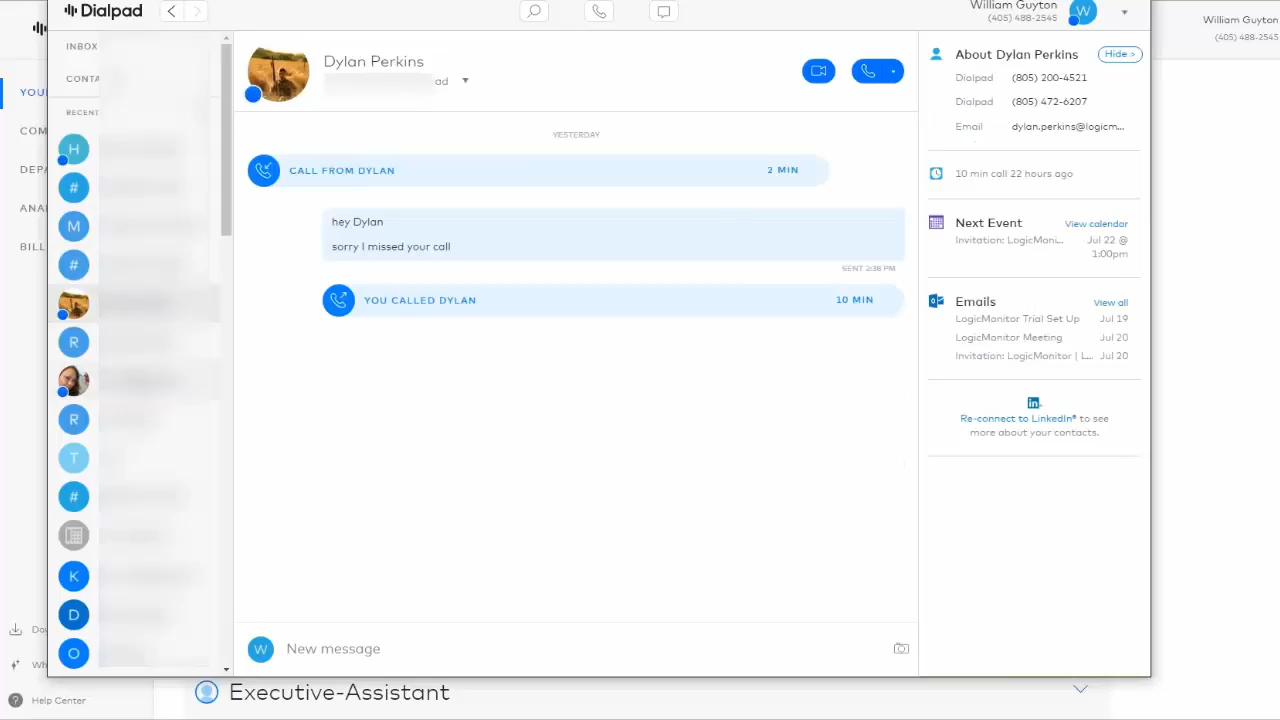 Dialpad
William Guyton
(405) 488-2545
W
William Guyton
(405) 488-2545
INBOX
CONTA
RECENT
YOU
COM
DEPA
ANA
BILL
H
#
M
#
R
R
T
#
K
D
O
Do
Wh
Help Center
Dylan Perkins
ad
YESTERDAY
CALL FROM DYLAN 2 MIN
hey Dylan
sorry I missed your call
SENT 2:38 PM
YOU CALLED DYLAN 10 MIN
W New message
About Dylan Perkins Hide >
Dialpad (805) 200-4521
Dialpad (805) 472-6207
Email dylan.perkins@logicm...
10 min call 22 hours ago
Next Event View calendar
Invitation: LogicMoni... Jul 22 @
1:00pm
Emails View all
LogicMonitor Trial Set Up Jul 19
LogicMonitor Meeting Jul 20
Invitation: LogicMonitor | L... Jul 20
in
Re-connect to LinkedIn® to see
more about your contacts.
Executive-Assistant